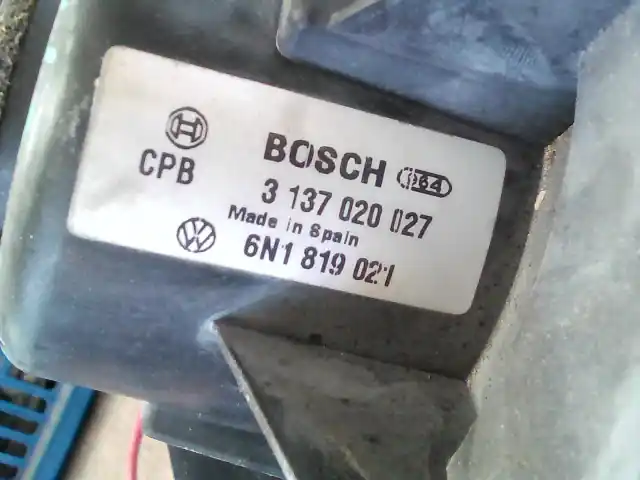 BOSCH
CPB
3 137 020 027
Made in Spain
6N1 819 021